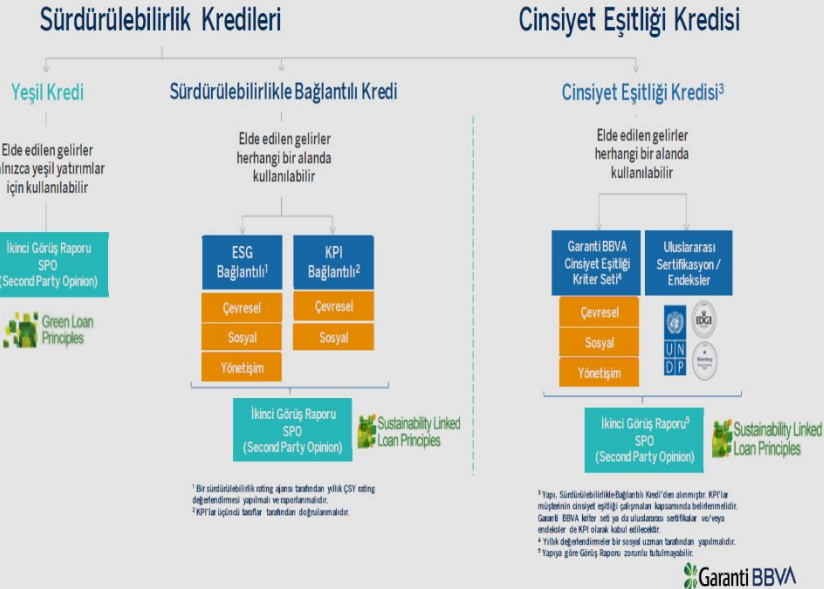 Sürdürülebilirlik Kredileri
Cinsiyet Eşitliği Kredisi
Yeşil Kredi
Elde edilen gelirler
alnızca yeşil yatırımlar
için kullanılabilir
İkinci Görüş Raporu
SPO
(Second Party Opinion)
Green Loan
Principles
Sürdürülebilirlikle Bağlantılı Kredi
Elde edilen gelirler
herhangi bir alanda
kullanılabilir
ESG
Bağlantılı¹
Çevresel
Sosyal
Yönetişim
KPI
Bağlantılı²
Çevresel
Sosyal
İkinci Görüş Raporu
SPO
(Second Party Opinion)
Sustainability Linked
Loan Principles
¹ Bir sürdürülebilirlik rating ajansı tarafından yıllık ÇSY rating
değerlendirmesi yapılmalı ve raporlanmalıdır.
² KPI'lar üçüncü taraflar tarafından doğrulanmalıdır.
Cinsiyet Eşitliği Kredisi³
Elde edilen gelirler
herhangi bir alanda
kullanılabilir
Garanti BBVA
Cinsiyet Eşitliği
Kriter Seti⁴
Çevresel
Sosyal
Yönetişim
Uluslararası
Sertifikasyon /
Endeksler
U N
D P
EDGE
Bloomberg
İkinci Görüş Raporu⁵
SPO
(Second Party Opinion)
Sustainability Linked
Loan Principles
³ Yapı, Sürdürülebilirlikle-Bağlantılı Kredi'den alınmıştır. KPI'lar
müşterinin cinsiyet eşitliği çalışmaları kapsamında belirlenmelidir.
Garanti BBVA kriter seti ya da uluslararası sertifikalar ve/veya
endeksler de KPI olarak kabul edilecektir.
⁴ Yıllık değerlendirmeler bir sosyal uzman tarafından yapılmalıdır.
⁵ Yapıya göre Görüş Raporu zorunlu tutulmayabilir.
Garanti BBVA